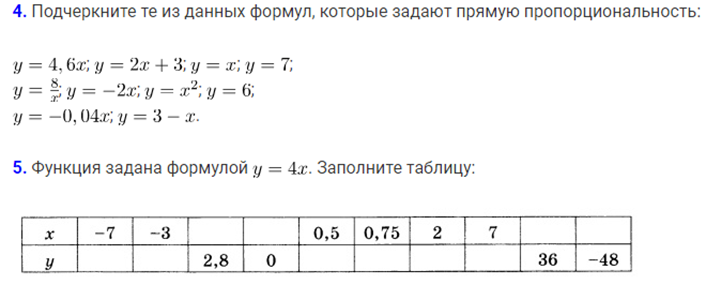 4. Подчеркните те из данных формул, которые задают прямую пропорциональность:
y = 4,6x; y = 2x + 3; y = x; y = 7;
y = 8/x; y = −2x; y = x²; y = 6;
y = −0,04x; y = 3 − x.
5. Функция задана формулой y = 4x. Заполните таблицу:
x −7 −3 0,5 0,75 2 7
y 2,8 0 36 −48